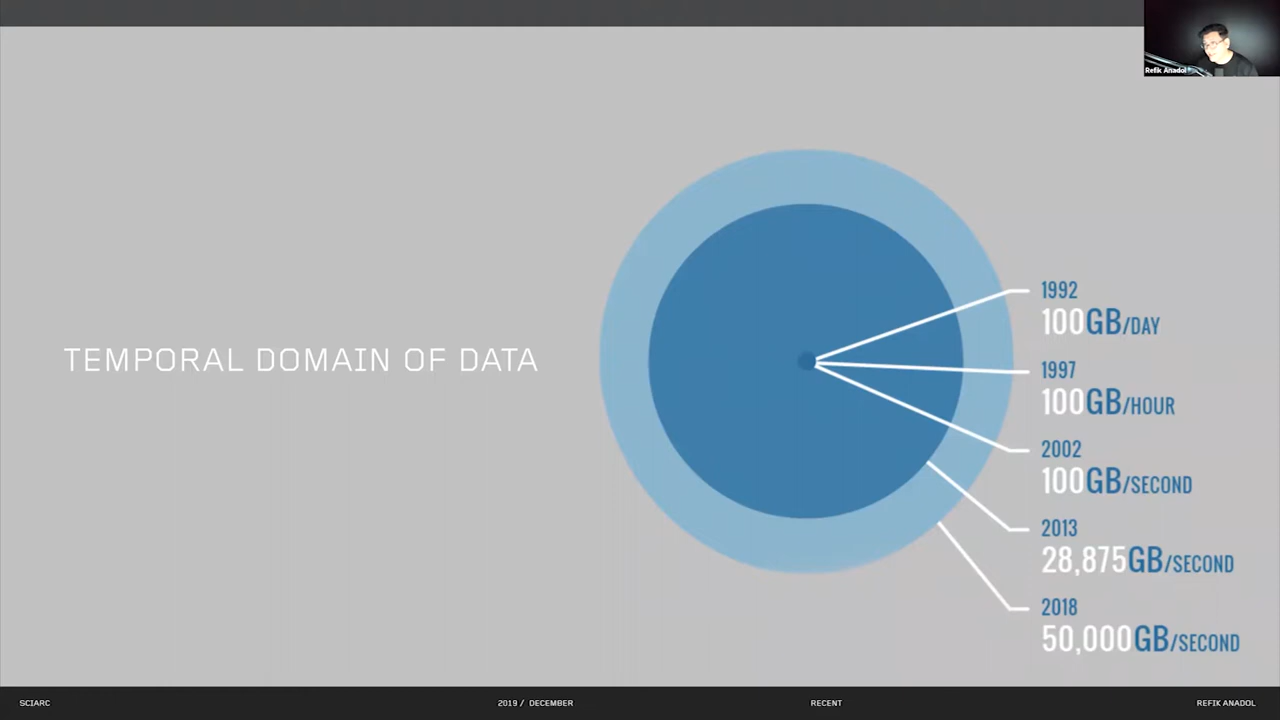 Refik Anadol
TEMPORAL DOMAIN OF DATA
1992
100GB/DAY
1997
100GB/HOUR
2002
100GB/SECOND
2013
28,875GB/SECOND
2018
50,000GB/SECOND
SCIARC
2019 / DECEMBER
RECENT
REFIK ANADOL